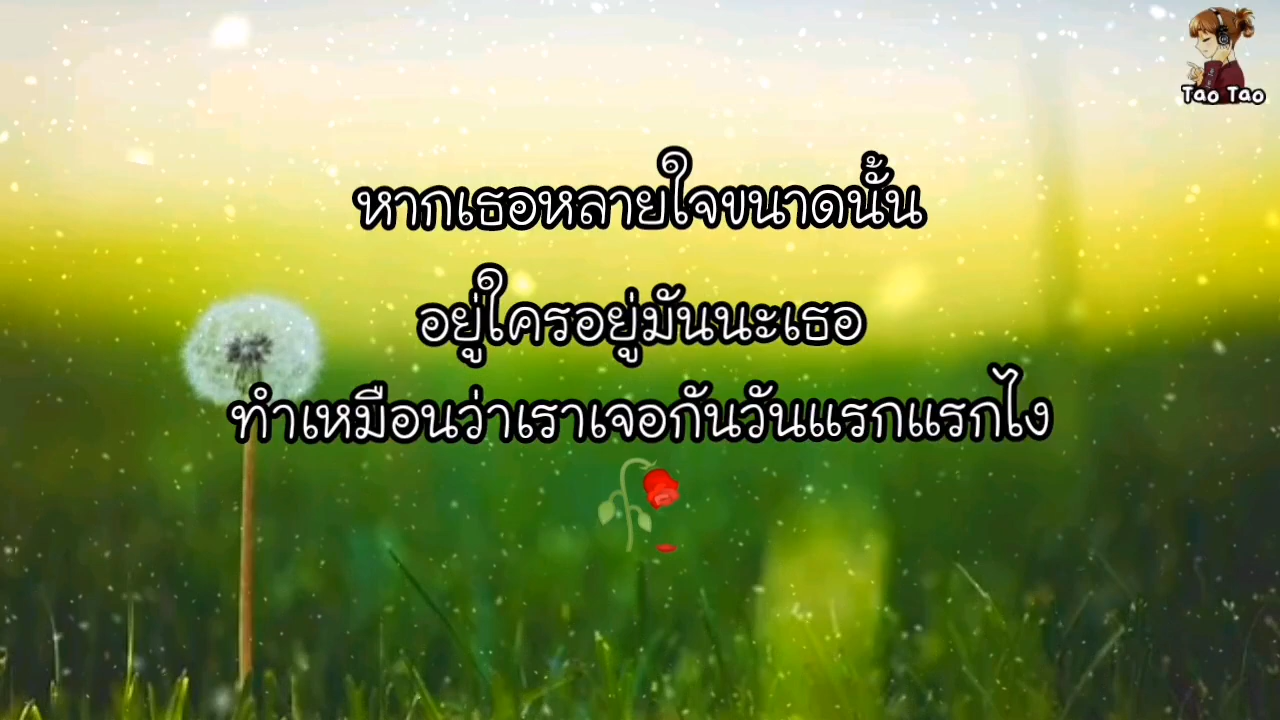 Tao Tao
หากเธอหลายใจขนาดนั้น
อยู่ใครอยู่มันนะเธอ
ทำเหมือนว่าเราเจอกันวันแรกแรกไง